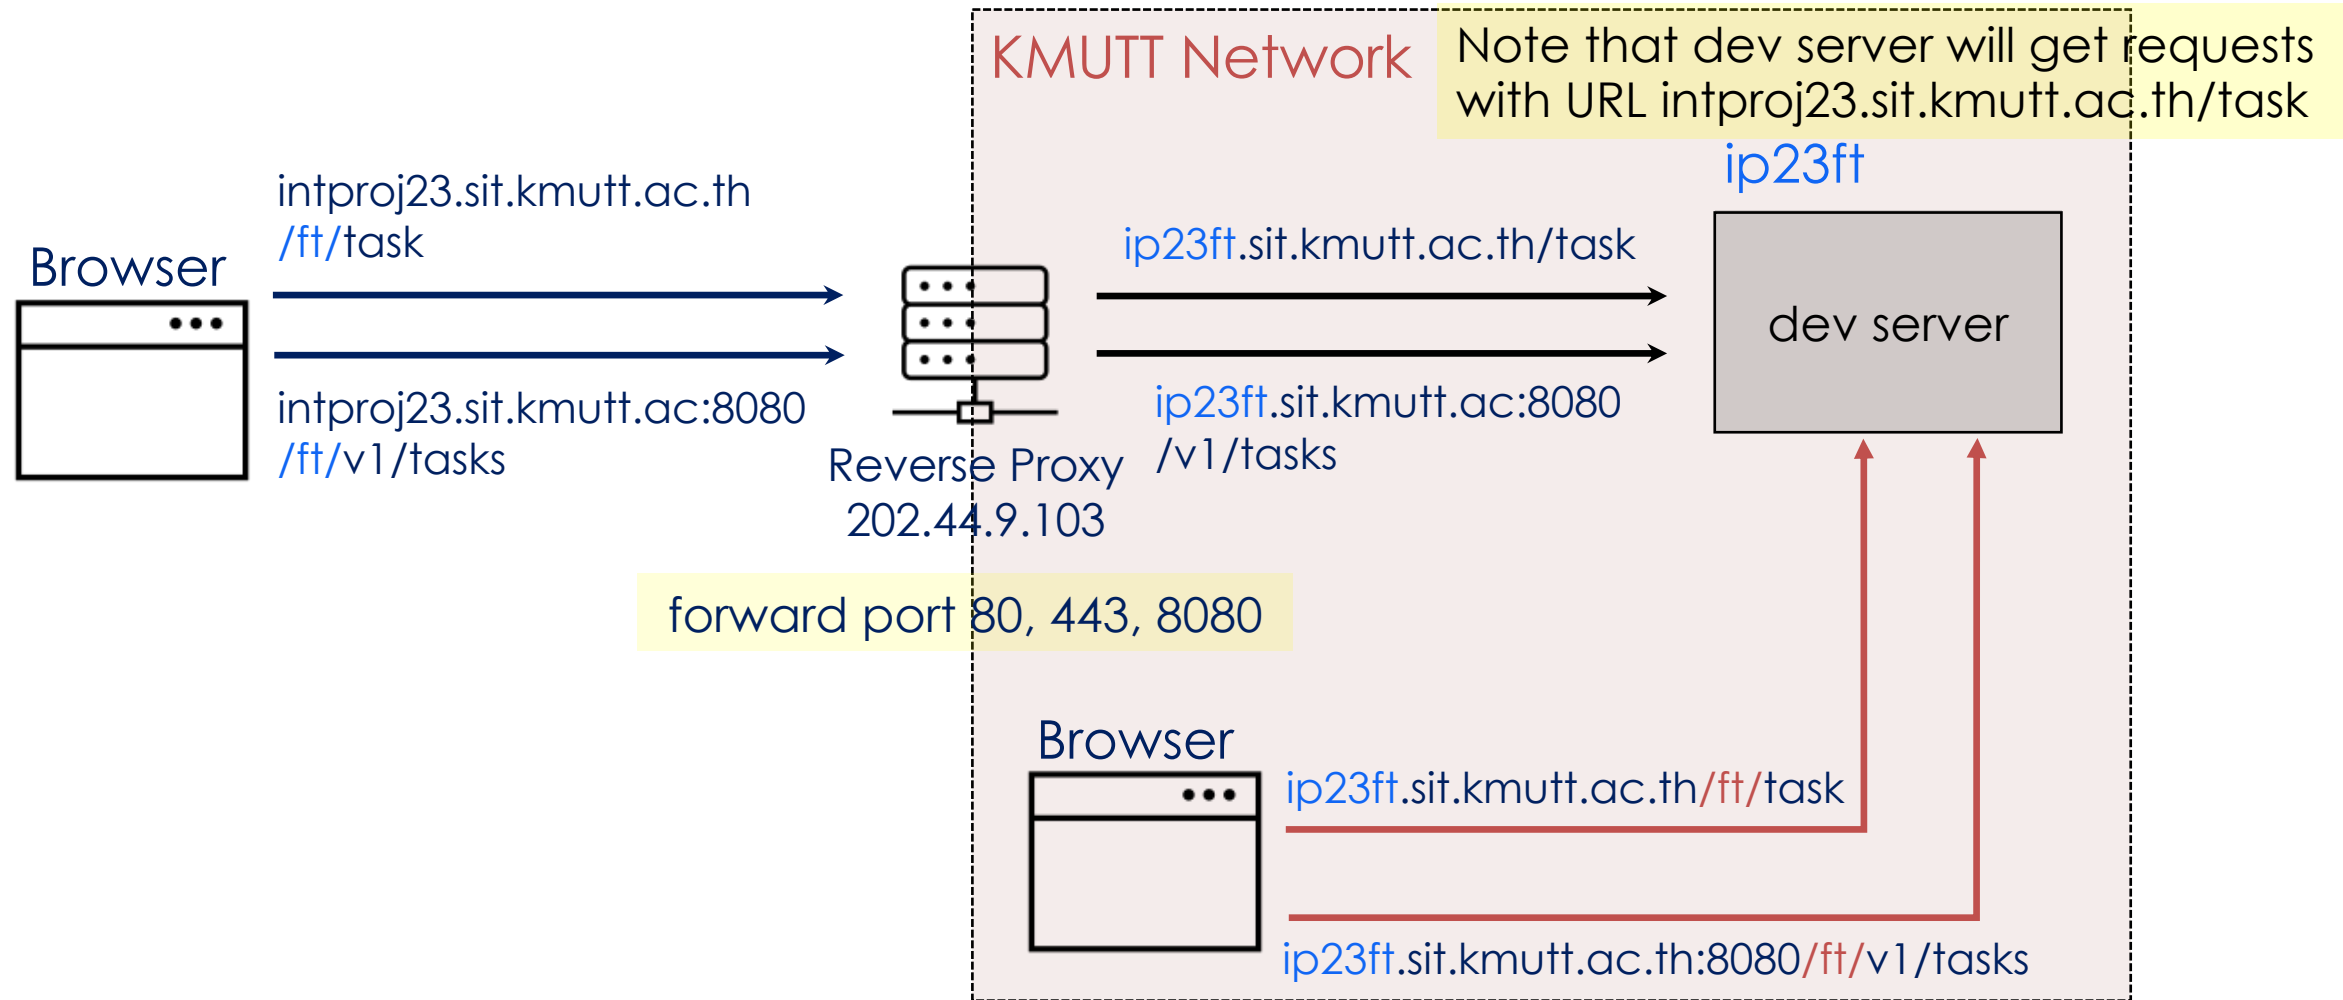 KMUTT Network
Note that dev server will get requests
with URL intproj23.sit.kmutt.ac.th/task
ip23ft
intproj23.sit.kmutt.ac.th
/ft/task
Browser
ip23ft.sit.kmutt.ac.th/task
dev server
intproj23.sit.kmutt.ac:8080
/ft/v1/tasks
ip23ft.sit.kmutt.ac:8080
/v1/tasks
Reverse Proxy
202.44.9.103
forward port 80, 443, 8080
Browser
ip23ft.sit.kmutt.ac.th/ft/task
ip23ft.sit.kmutt.ac.th:8080/ft/v1/tasks